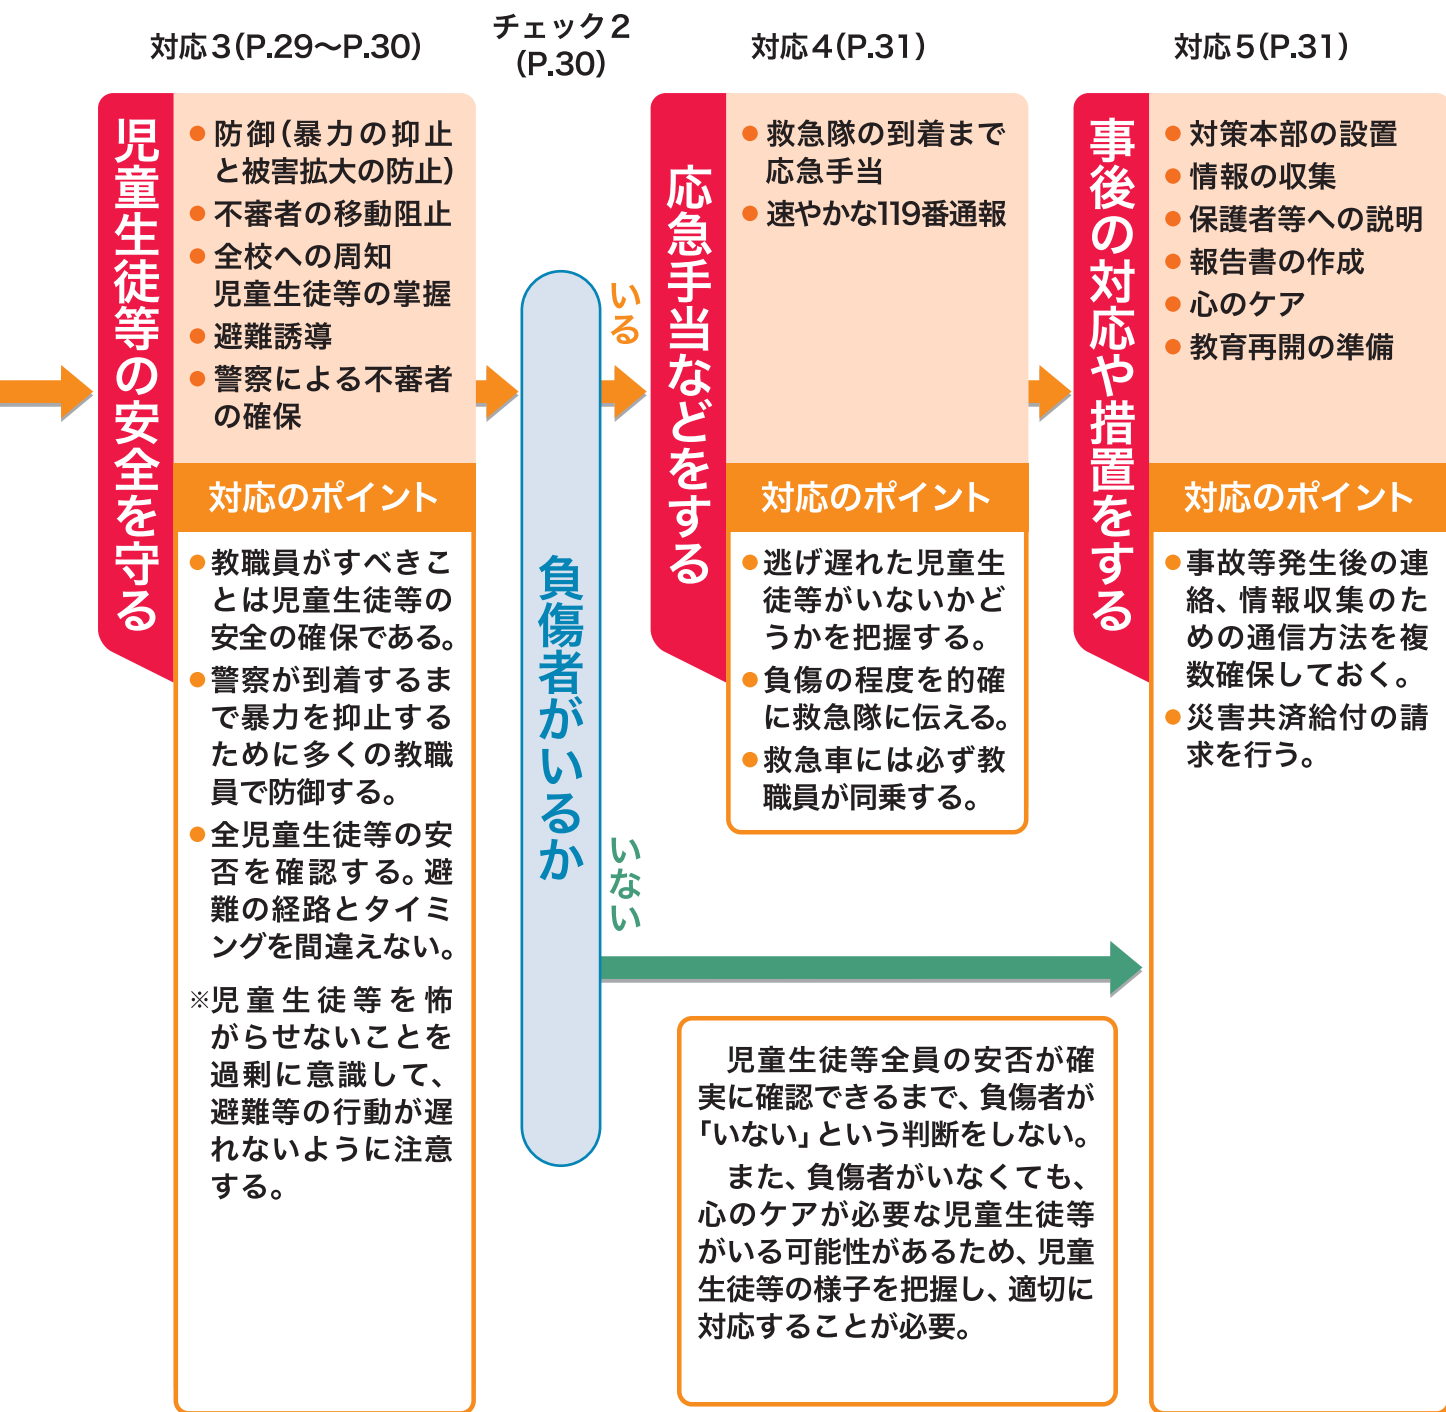 対応3(P.29～P.30)
児童生徒等の安全を守る
● 防御(暴力の抑止
と被害拡大の防止)
● 不審者の移動阻止
● 全校への周知
児童生徒等の掌握
● 避難誘導
● 警察による不審者
の確保
対応のポイント
● 教職員がすべきこ
とは児童生徒等の
安全の確保である。
● 警察が到着するま
で暴力を抑止する
ために多くの教職
員で防御する。
● 全児童生徒等の安
否を確認する。避
難の経路とタイミ
ングを間違えない。
※児童生徒等を怖
がらせないことを
過剰に意識して、
避難等の行動が遅
れないように注意
する。
チェック2
(P.30)
負傷者がいるか
いる
いない
対応4(P.31)
応急手当などをする
● 救急隊の到着まで
応急手当
● 速やかな119番通報
対応のポイント
● 逃げ遅れた児童生
徒等がいないかど
うかを把握する。
● 負傷の程度を的確
に救急隊に伝える。
● 救急車には必ず教
職員が同乗する。
児童生徒等全員の安否が確
実に確認できるまで、負傷者が
「いない」という判断をしない。
また、負傷者がいなくても、
心のケアが必要な児童生徒等
がいる可能性があるため、児童
生徒等の様子を把握し、適切に
対応することが必要。
対応5(P.31)
事後の対応や措置をする
● 対策本部の設置
● 情報の収集
● 保護者等への説明
● 報告書の作成
● 心のケア
● 教育再開の準備
対応のポイント
● 事故等発生後の連
絡、情報収集のた
めの通信方法を複
数確保しておく。
● 災害共済給付の請
求を行う。